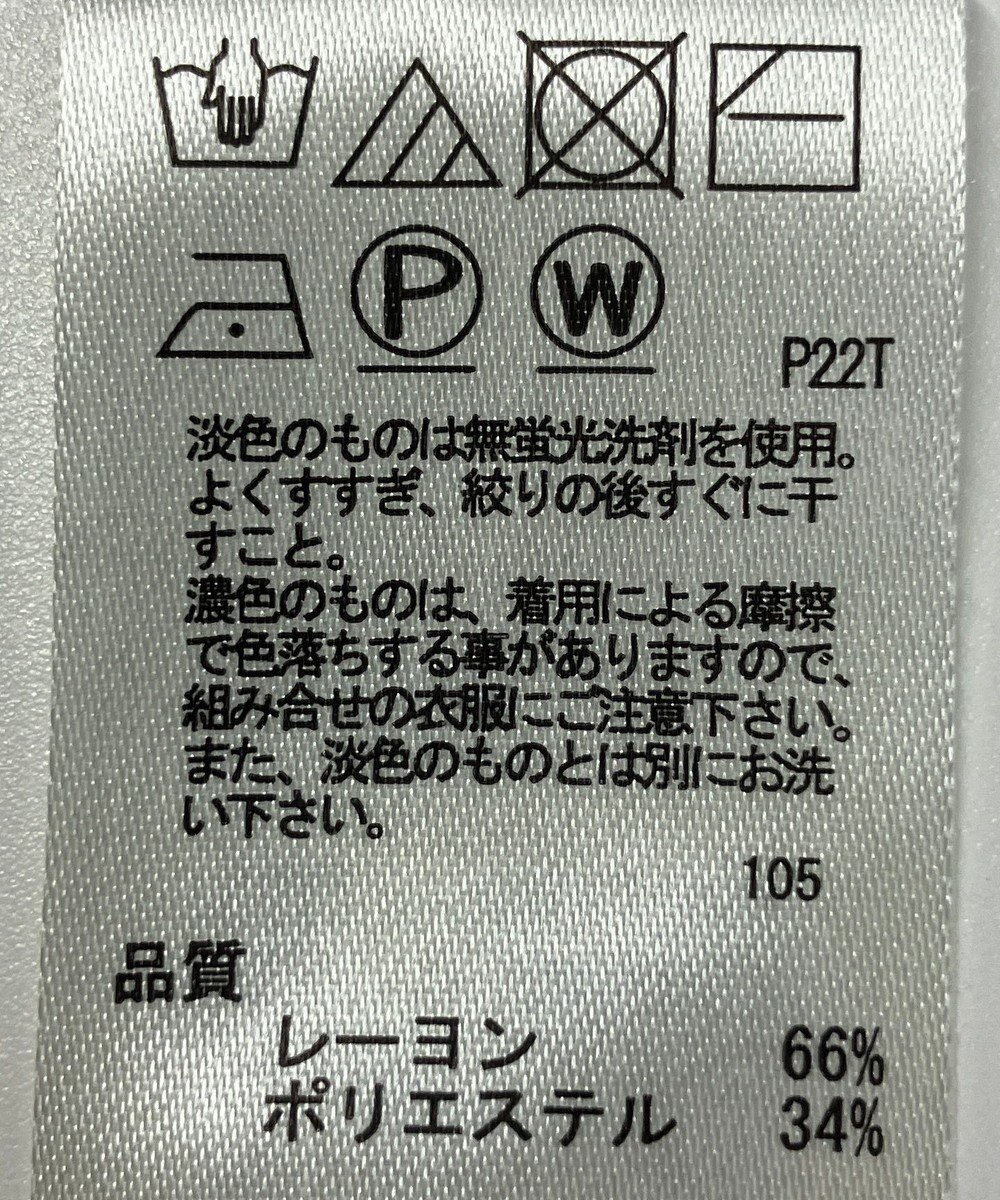 P W
P22T
淡色のものは無蛍光洗剤を使用。
よくすすぎ、絞りの後すぐに干
すこと。
濃色のものは、着用による摩擦
で色落ちする事がありますので、
組み合せの衣服にご注意下さい。
また、淡色のものとは別にお洗
い下さい。
105
品質
レーヨン 66%
ポリエステル 34%